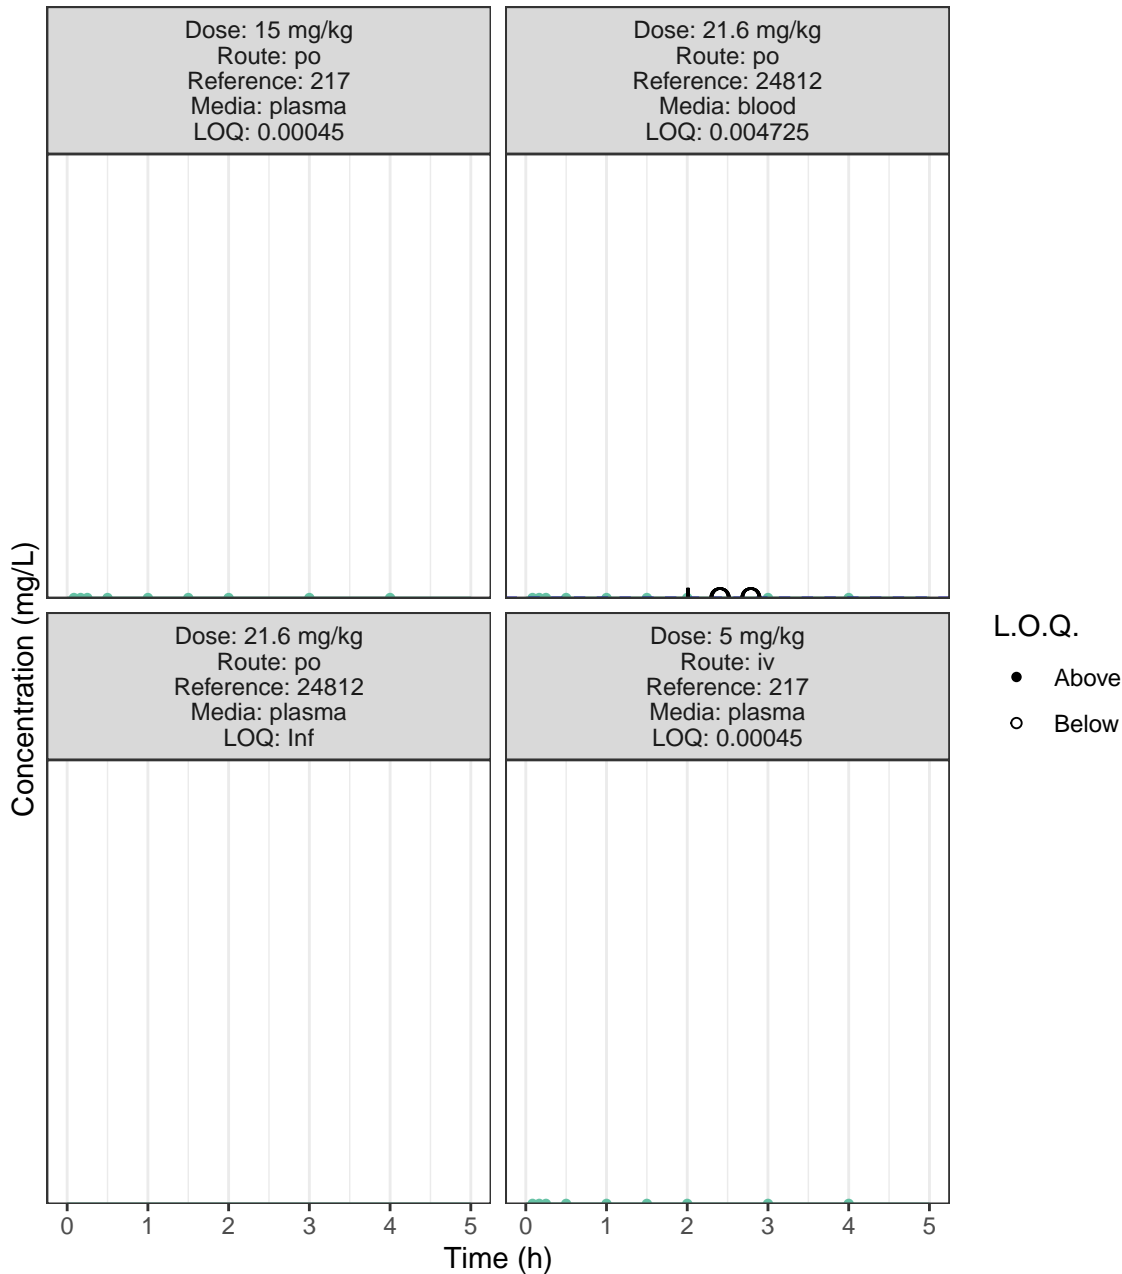 Dose: 15 mg/kg
Route: po
Reference: 217
Media: plasma
LOQ: 0.00045
Dose: 21.6 mg/kg
Route: po
Reference: 24812
Media: blood
LOQ: 0.004725
Dose: 21.6 mg/kg
Route: po
Reference: 24812
Media: plasma
LOQ: Inf
Dose: 5 mg/kg
Route: iv
Reference: 217
Media: plasma
LOQ: 0.00045
Concentration (mg/L)
0 1 2 3 4 5
0 1 2 3 4 5
Time (h)
L.O.Q.
Above
Below